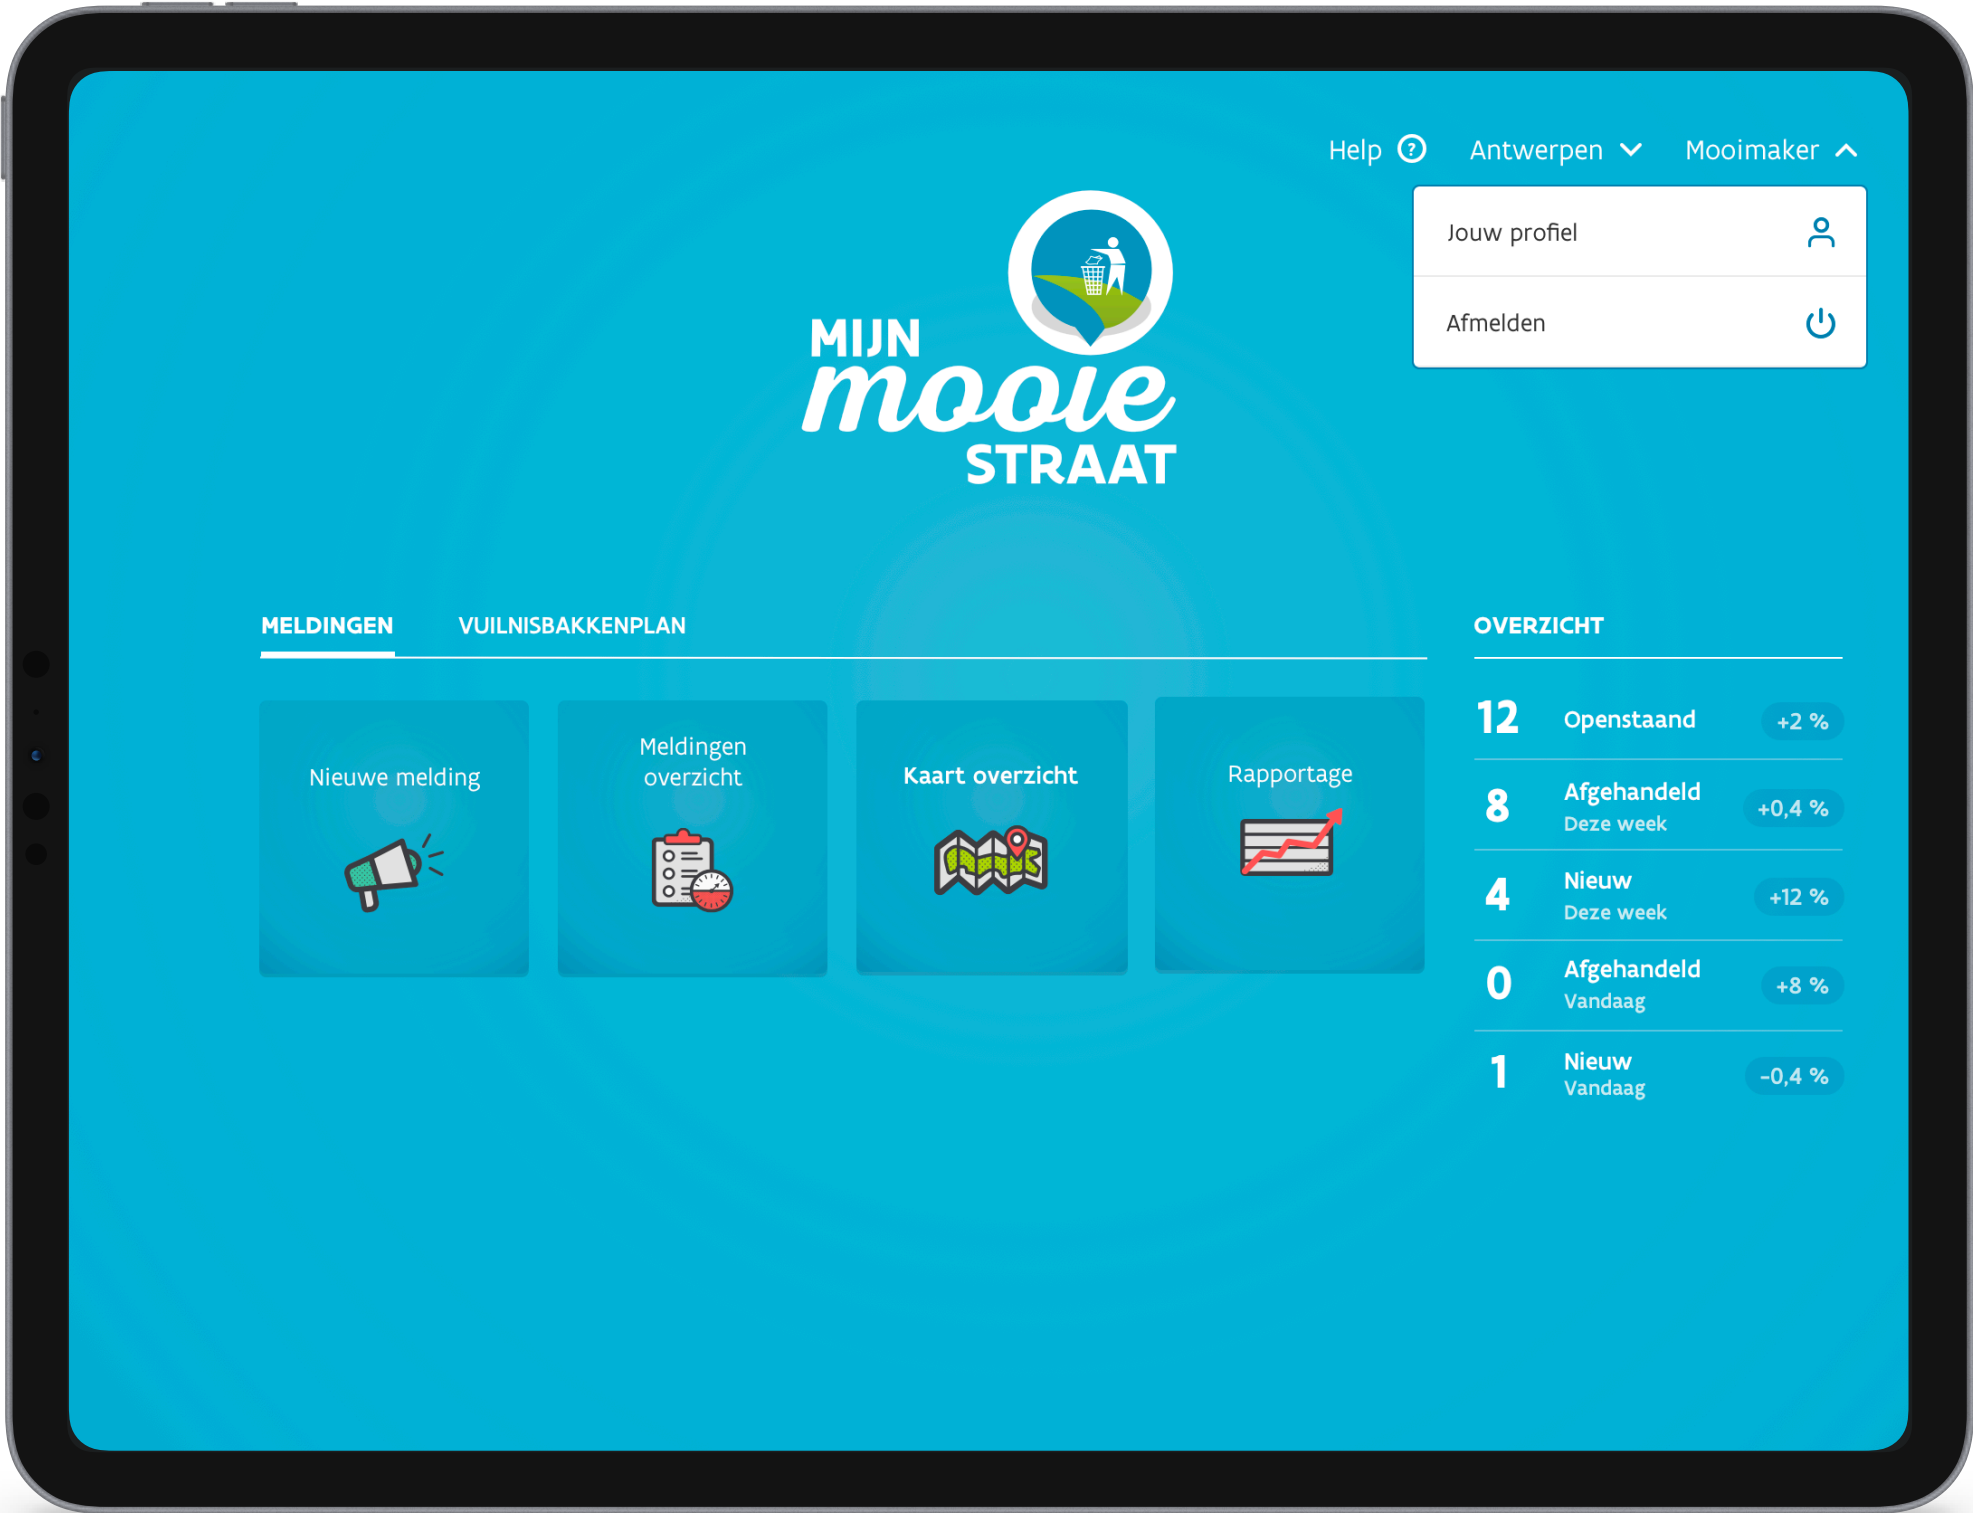 Help ?
Antwerpen
Mooimaker
Jouw profiel
Afmelden
MIJN
mooie
STRAAT
MELDINGEN
VUILNISBAKKENPLAN
Nieuwe melding
Meldingen
overzicht
Kaart overzicht
Rapportage
OVERZICHT
12 Openstaand +2 %
8 Afgehandeld +0,4 %
Deze week
4 Nieuw +12 %
Deze week
0 Afgehandeld +8 %
Vandaag
1 Nieuw -0,4 %
Vandaag